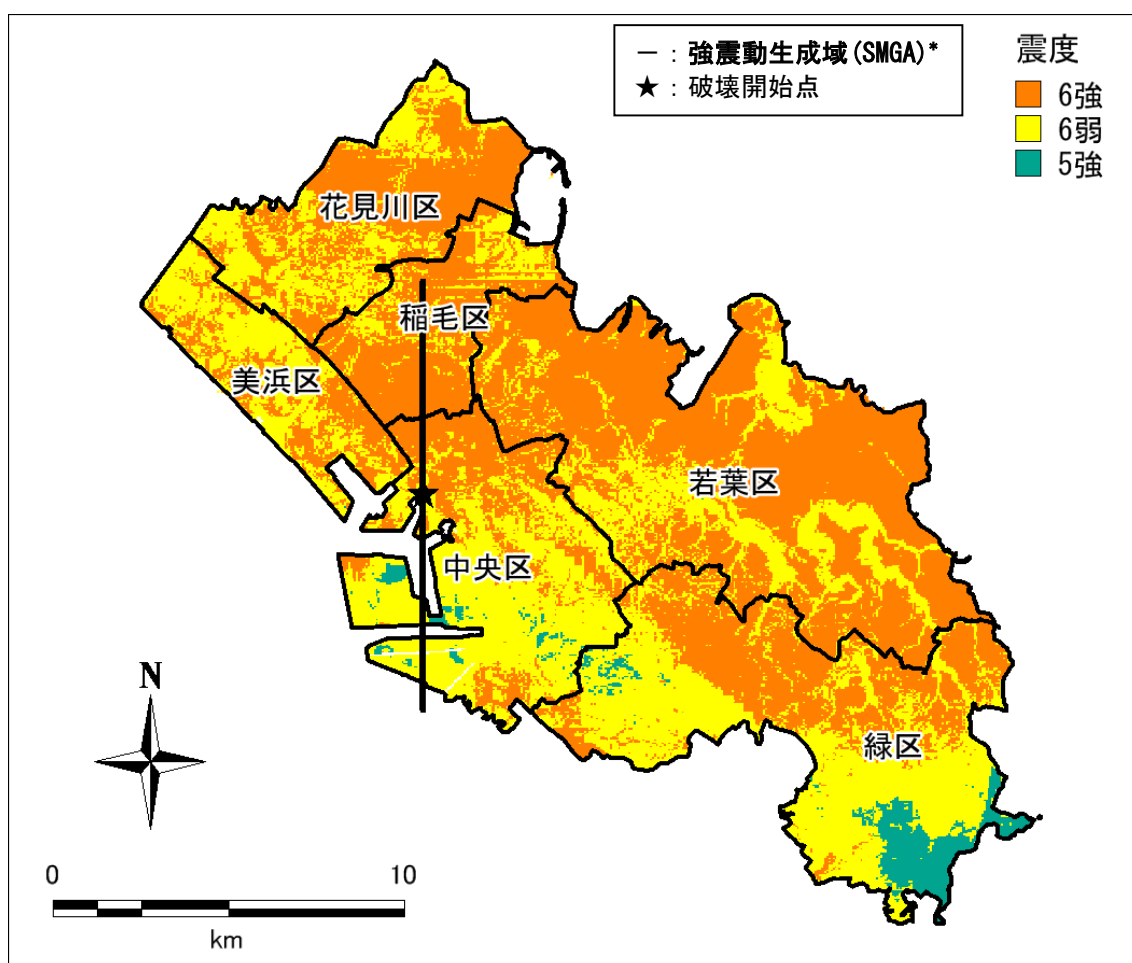 －：強震動生成域(SMGA)*
★：破壊開始点
震度
6強
6弱
5強
花見川区
稲毛区
美浜区
若葉区
中央区
緑区
N
0 10
km